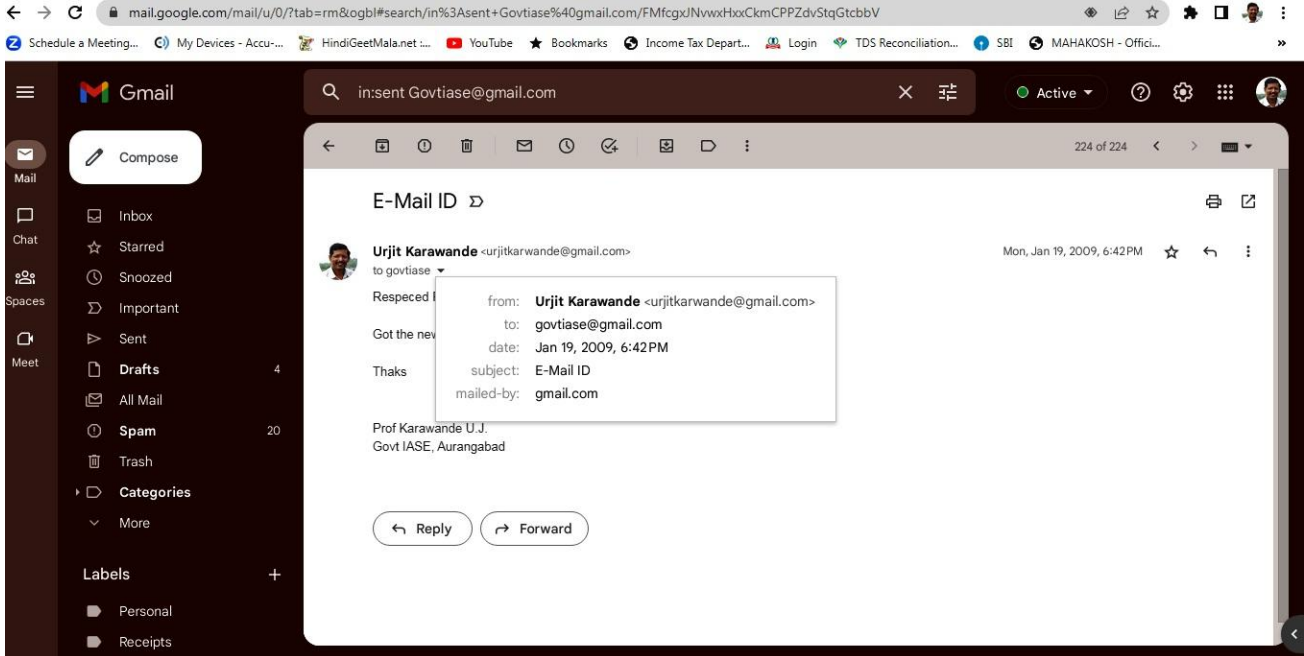 mail.google.com/mail/u/0/?tab=rm&ogbl#search/in%3Asent+Govtiase%40gmail.com/FMfcgxJNvwxHxxCkmCPPZdvStqGtcbbV
Schedule a Meeting... My Devices - Accu-... HindiGeetMala.net :... YouTube Bookmarks Income Tax Depart... Login TDS Reconciliation... SBI MAHAKOSH - Offici... »
Gmail
in:sent Govtiase@gmail.com
Active
Compose
224 of 224
Mail
Inbox
Starred
Snoozed
Important
Sent
Drafts 4
All Mail
Spam 20
Trash
Categories
More
Labels +
Personal
Receipts
Chat
Spaces
Meet
E-Mail ID
Urjit Karawande <urjitkarwande@gmail.com> Mon, Jan 19, 2009, 6:42 PM
to govtiase
Respeced
Got the
from: Urjit Karawande <urjitkarwande@gmail.com>
to: govtiase@gmail.com
date: Jan 19, 2009, 6:42 PM
subject: E-Mail ID
mailed-by: gmail.com
Thaks
Prof Karawande U.J.
Govt IASE, Aurangabad
Reply Forward